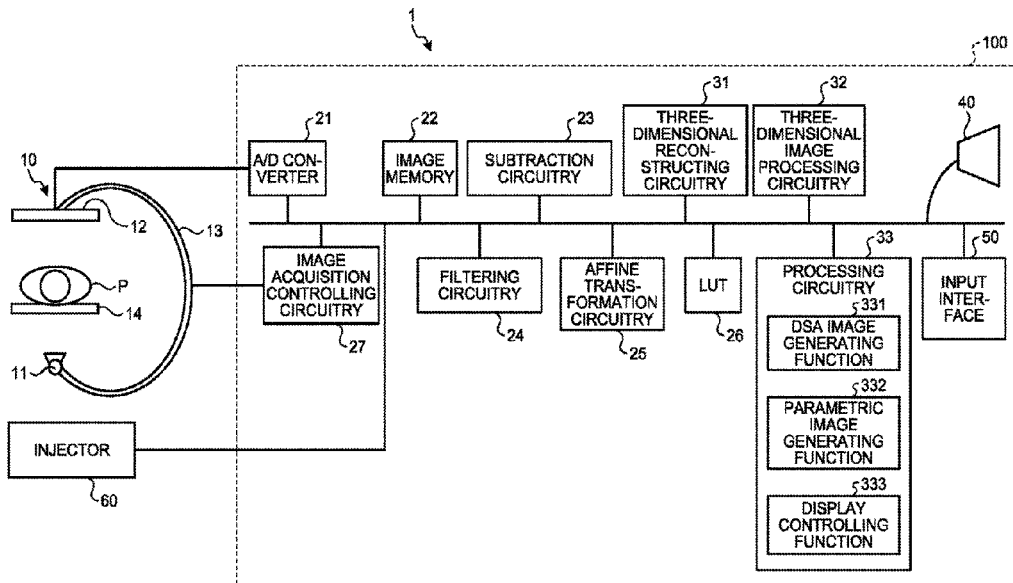 1
100
10
12
13
P
14
11
INJECTOR
60
21
A/D CON-
VERTER
22
IMAGE
MEMORY
23
SUBTRACTION
CIRCUITRY
31
THREE-
DIMENSIONAL
RECON-
STRUCTING
CIRCUITRY
32
THREE-
DIMENSIONAL
IMAGE
PROCESSING
CIRCUITRY
40
IMAGE
ACQUISITION
CONTROLLING
CIRCUITRY
27
FILTERING
CIRCUITRY
24
AFFINE
TRANS-
FORMATION
CIRCUITRY
25
LUT
26
33
PROCESSING
CIRCUITRY
331
DSA IMAGE
GENERATING
FUNCTION
332
PARAMETRIC
IMAGE
GENERATING
FUNCTION
333
DISPLAY
CONTROLLING
FUNCTION
50
INPUT
INTER-
FACE